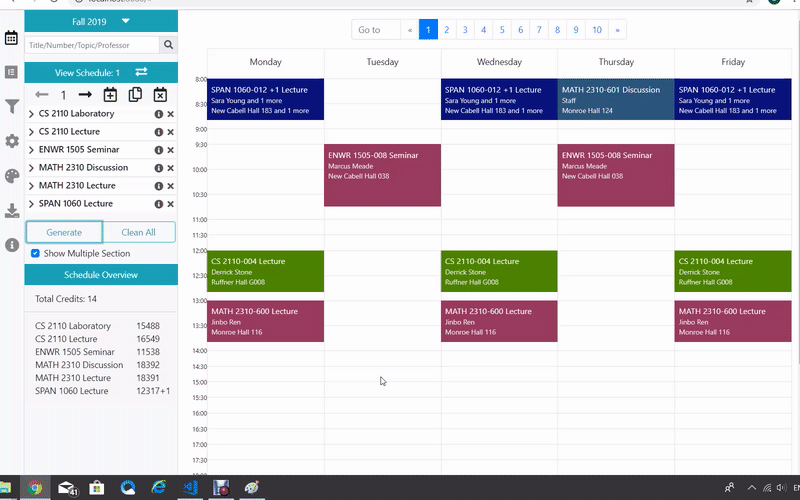 Fall 2019
Title/Number/Topic/Professor
View Schedule: 1
1
CS 2110 Laboratory
CS 2110 Lecture
ENWR 1505 Seminar
MATH 2310 Discussion
MATH 2310 Lecture
SPAN 1060 Lecture
Generate
Clean All
Show Multiple Section
Schedule Overview
Total Credits: 14
CS 2110 Laboratory 15488
CS 2110 Lecture 16549
ENWR 1505 Seminar 11538
MATH 2310 Discussion 18392
MATH 2310 Lecture 18391
SPAN 1060 Lecture 12317+1
Go to « 1 2 3 4 5 6 7 8 9 10 »
Monday Tuesday Wednesday Thursday Friday
8:00
SPAN 1060-012 +1 Lecture
Sara Young and 1 more
New Cabell Hall 183 and 1 more
SPAN 1060-012 +1 Lecture
Sara Young and 1 more
New Cabell Hall 183 and 1 more
MATH 2310-601 Discussion
Staff
Monroe Hall 124
SPAN 1060-012 +1 Lecture
Sara Young and 1 more
New Cabell Hall 183 and 1 more
8:30
9:00
9:30
ENWR 1505-008 Seminar
Marcus Meade
New Cabell Hall 038
ENWR 1505-008 Seminar
Marcus Meade
New Cabell Hall 038
10:00
10:30
11:00
11:30
12:00
CS 2110-004 Lecture
Derrick Stone
Ruffner Hall G008
CS 2110-004 Lecture
Derrick Stone
Ruffner Hall G008
CS 2110-004 Lecture
Derrick Stone
Ruffner Hall G008
12:30
13:00
MATH 2310-600 Lecture
Jinbo Ren
Monroe Hall 116
MATH 2310-600 Lecture
Jinbo Ren
Monroe Hall 116
MATH 2310-600 Lecture
Jinbo Ren
Monroe Hall 116
13:30
14:00
14:30
15:00
15:30
16:00
16:30
17:00
17:30
41